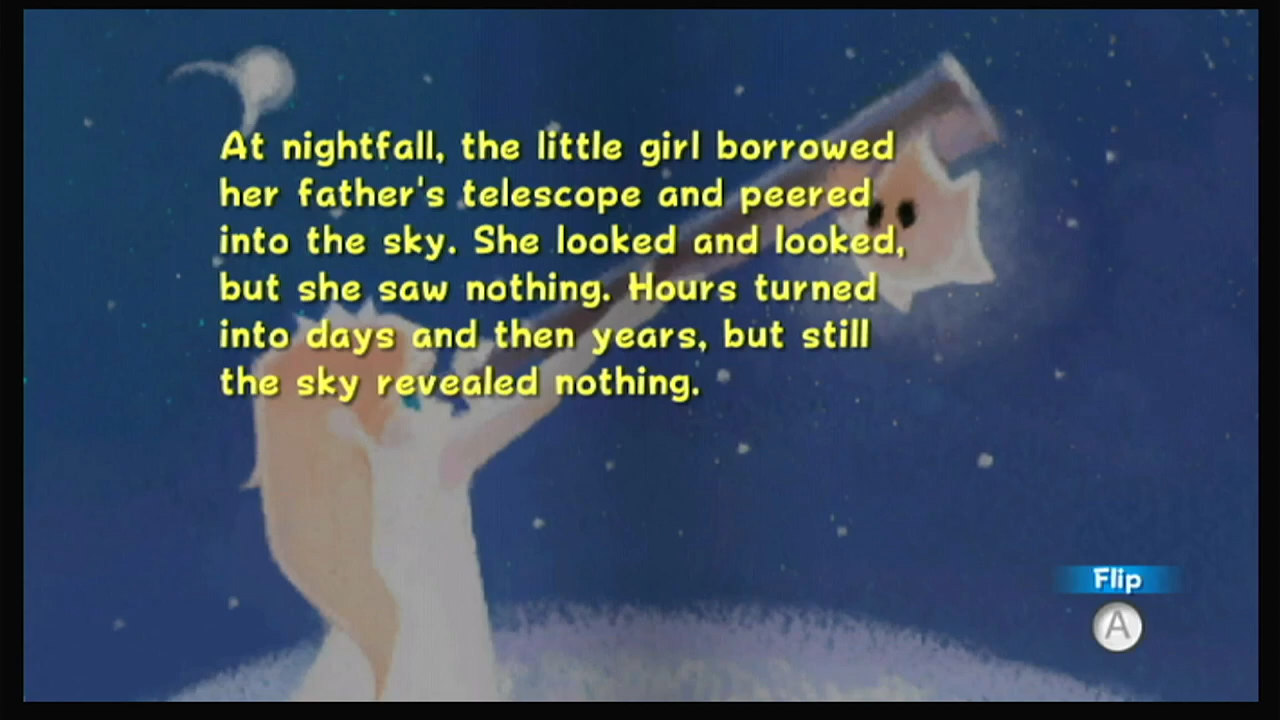 At nightfall, the little girl borrowed
her father's telescope and peered
into the sky. She looked and looked,
but she saw nothing. Hours turned
into days and then years, but still
the sky revealed nothing.
Flip
A